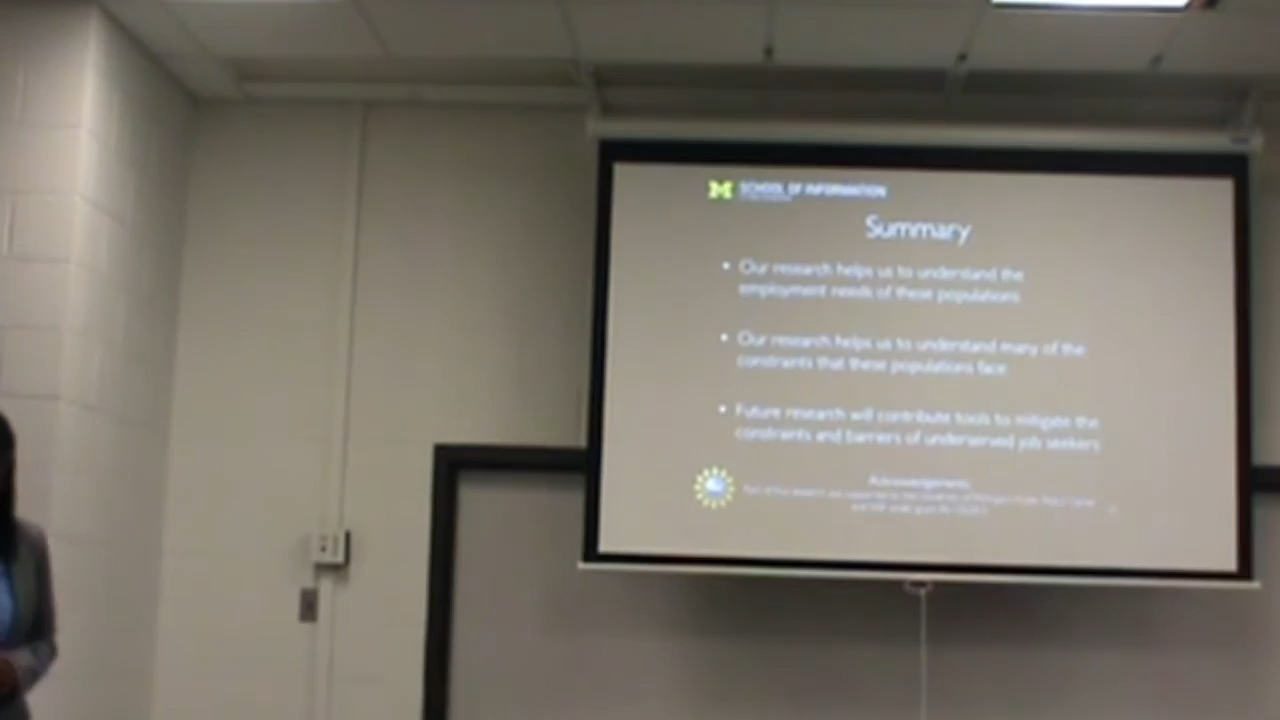 M SCHOOL OF INFORMATION
Summary
• Our research helps us to understand the
employment needs of these populations
• Our research helps us to understand many of the
constraints that these populations face
• Future research will contribute tools to mitigate the
constraints and barriers of underserved job seekers
Acknowledgements